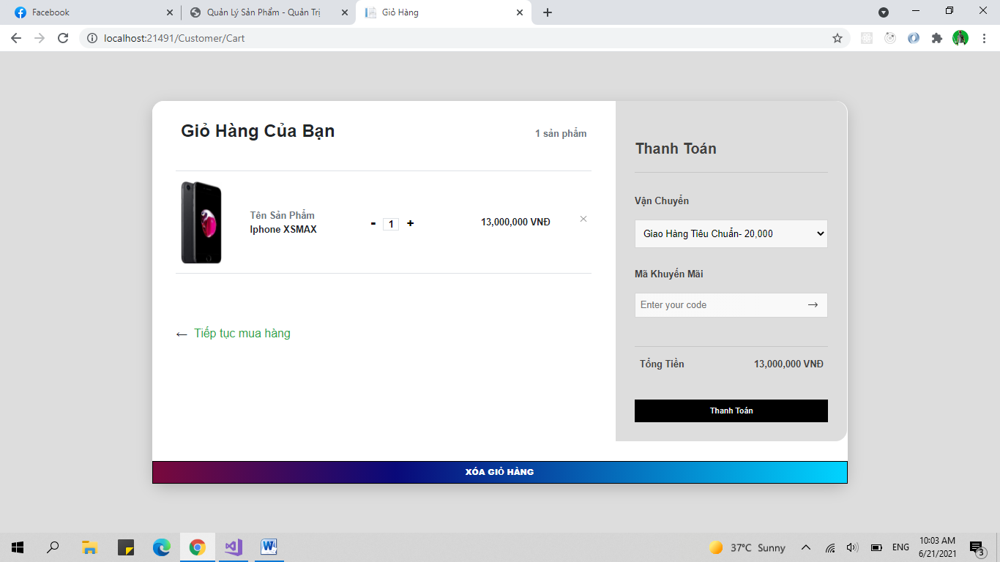 Facebook
Quản Lý Sản Phẩm - Quản Trị
Giỏ Hàng
localhost:21491/Customer/Cart
Giỏ Hàng Của Bạn
1 sản phẩm
Tên Sản Phẩm
Iphone XSMAX
- 1 +
13,000,000 VNĐ
×
← Tiếp tục mua hàng
Thanh Toán
Vận Chuyển
Giao Hàng Tiêu Chuẩn- 20,000
Mã Khuyến Mãi
Enter your code →
Tổng Tiền 13,000,000 VNĐ
Thanh Toán
XÓA GIỎ HÀNG
37°C Sunny
ENG
10:03 AM
6/21/2021
3